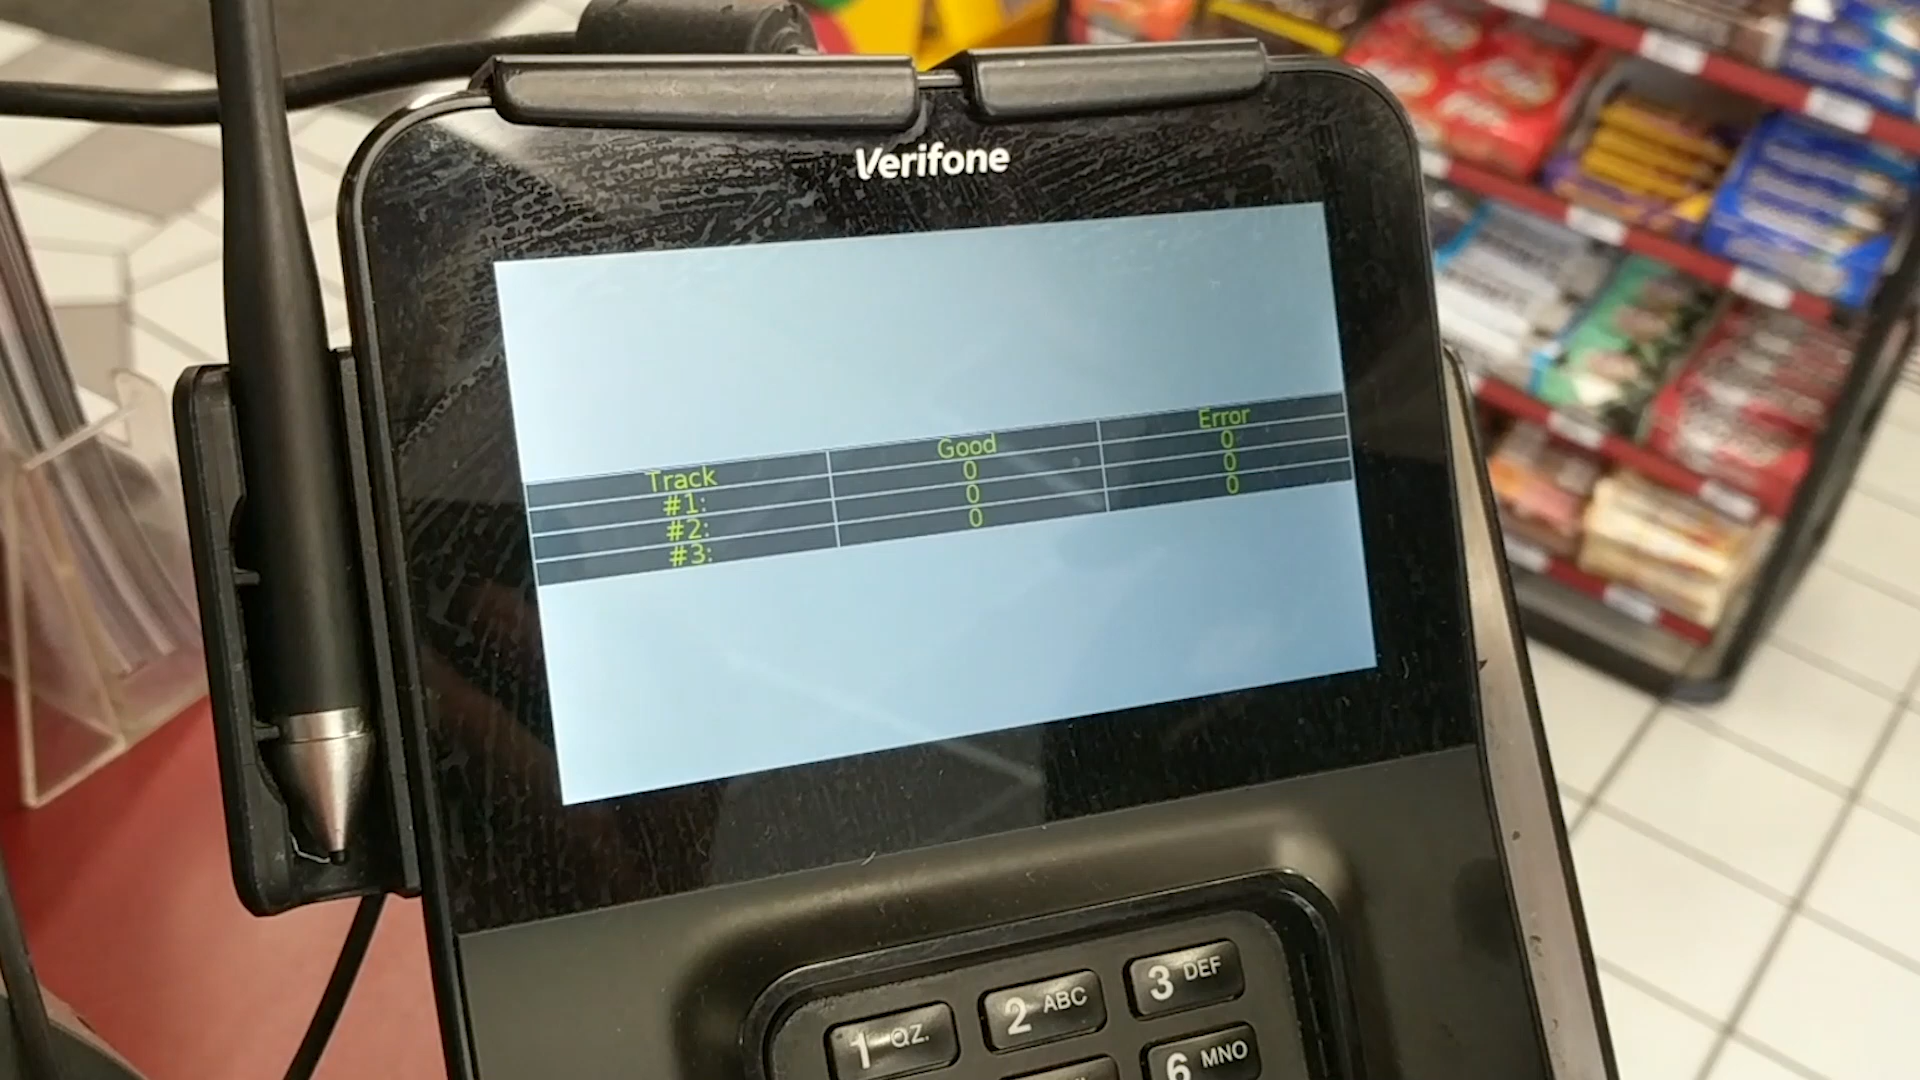 Verifone
Track Good Error
#1: 0 0
#2: 0 0
#3: 0 0
1 QZ. 2 ABC 3 DEF
6 MNO